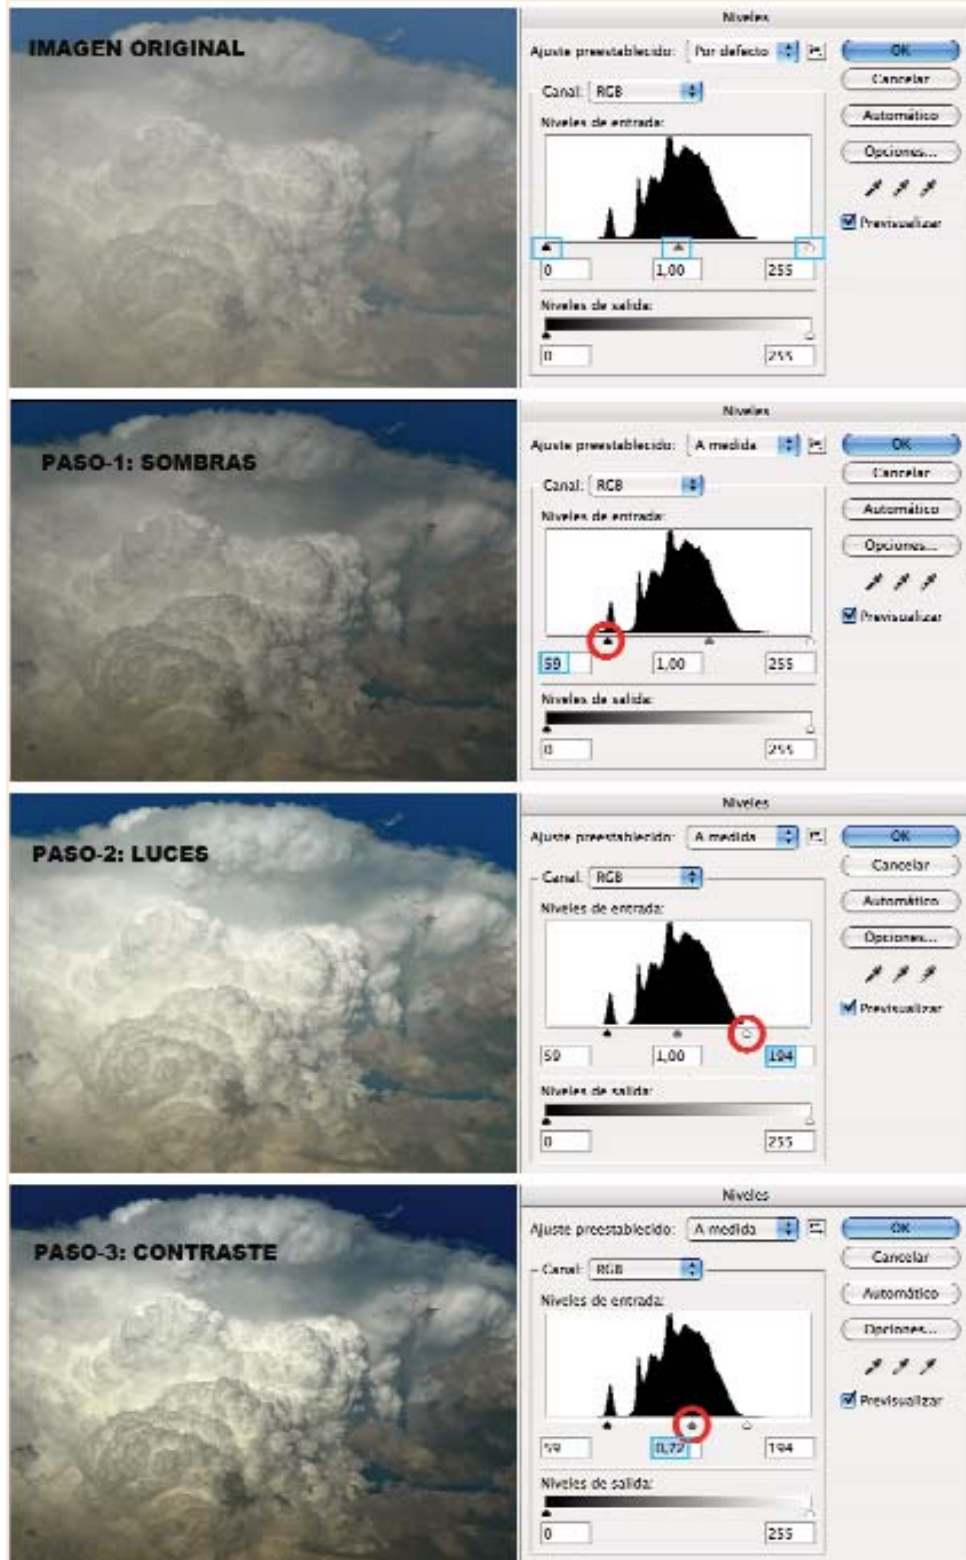 IMAGEN ORIGINAL
Niveles
Ajuste preestablecido: Por defecto
OK
Cancelar
Canal: RGB
Automático
Niveles de entrada:
Opciones...
Previsualizar
0 1,00 255
Niveles de salida:
0 255
PASO-1: SOMBRAS
Niveles
Ajuste preestablecido: A medida
OK
Cancelar
Canal: RGB
Automático
Niveles de entrada:
Opciones...
Previsualizar
59 1,00 255
Niveles de salida:
0 255
PASO-2: LUCES
Niveles
Ajuste preestablecido: A medida
OK
Cancelar
Canal: RGB
Automático
Niveles de entrada:
Opciones...
Previsualizar
59 1,00 194
Niveles de salida:
0 255
PASO-3: CONTRASTE
Niveles
Ajuste preestablecido: A medida
OK
Cancelar
Canal: RGB
Automático
Niveles de entrada:
Opciones...
Previsualizar
59 0,72 194
Niveles de salida:
0 255